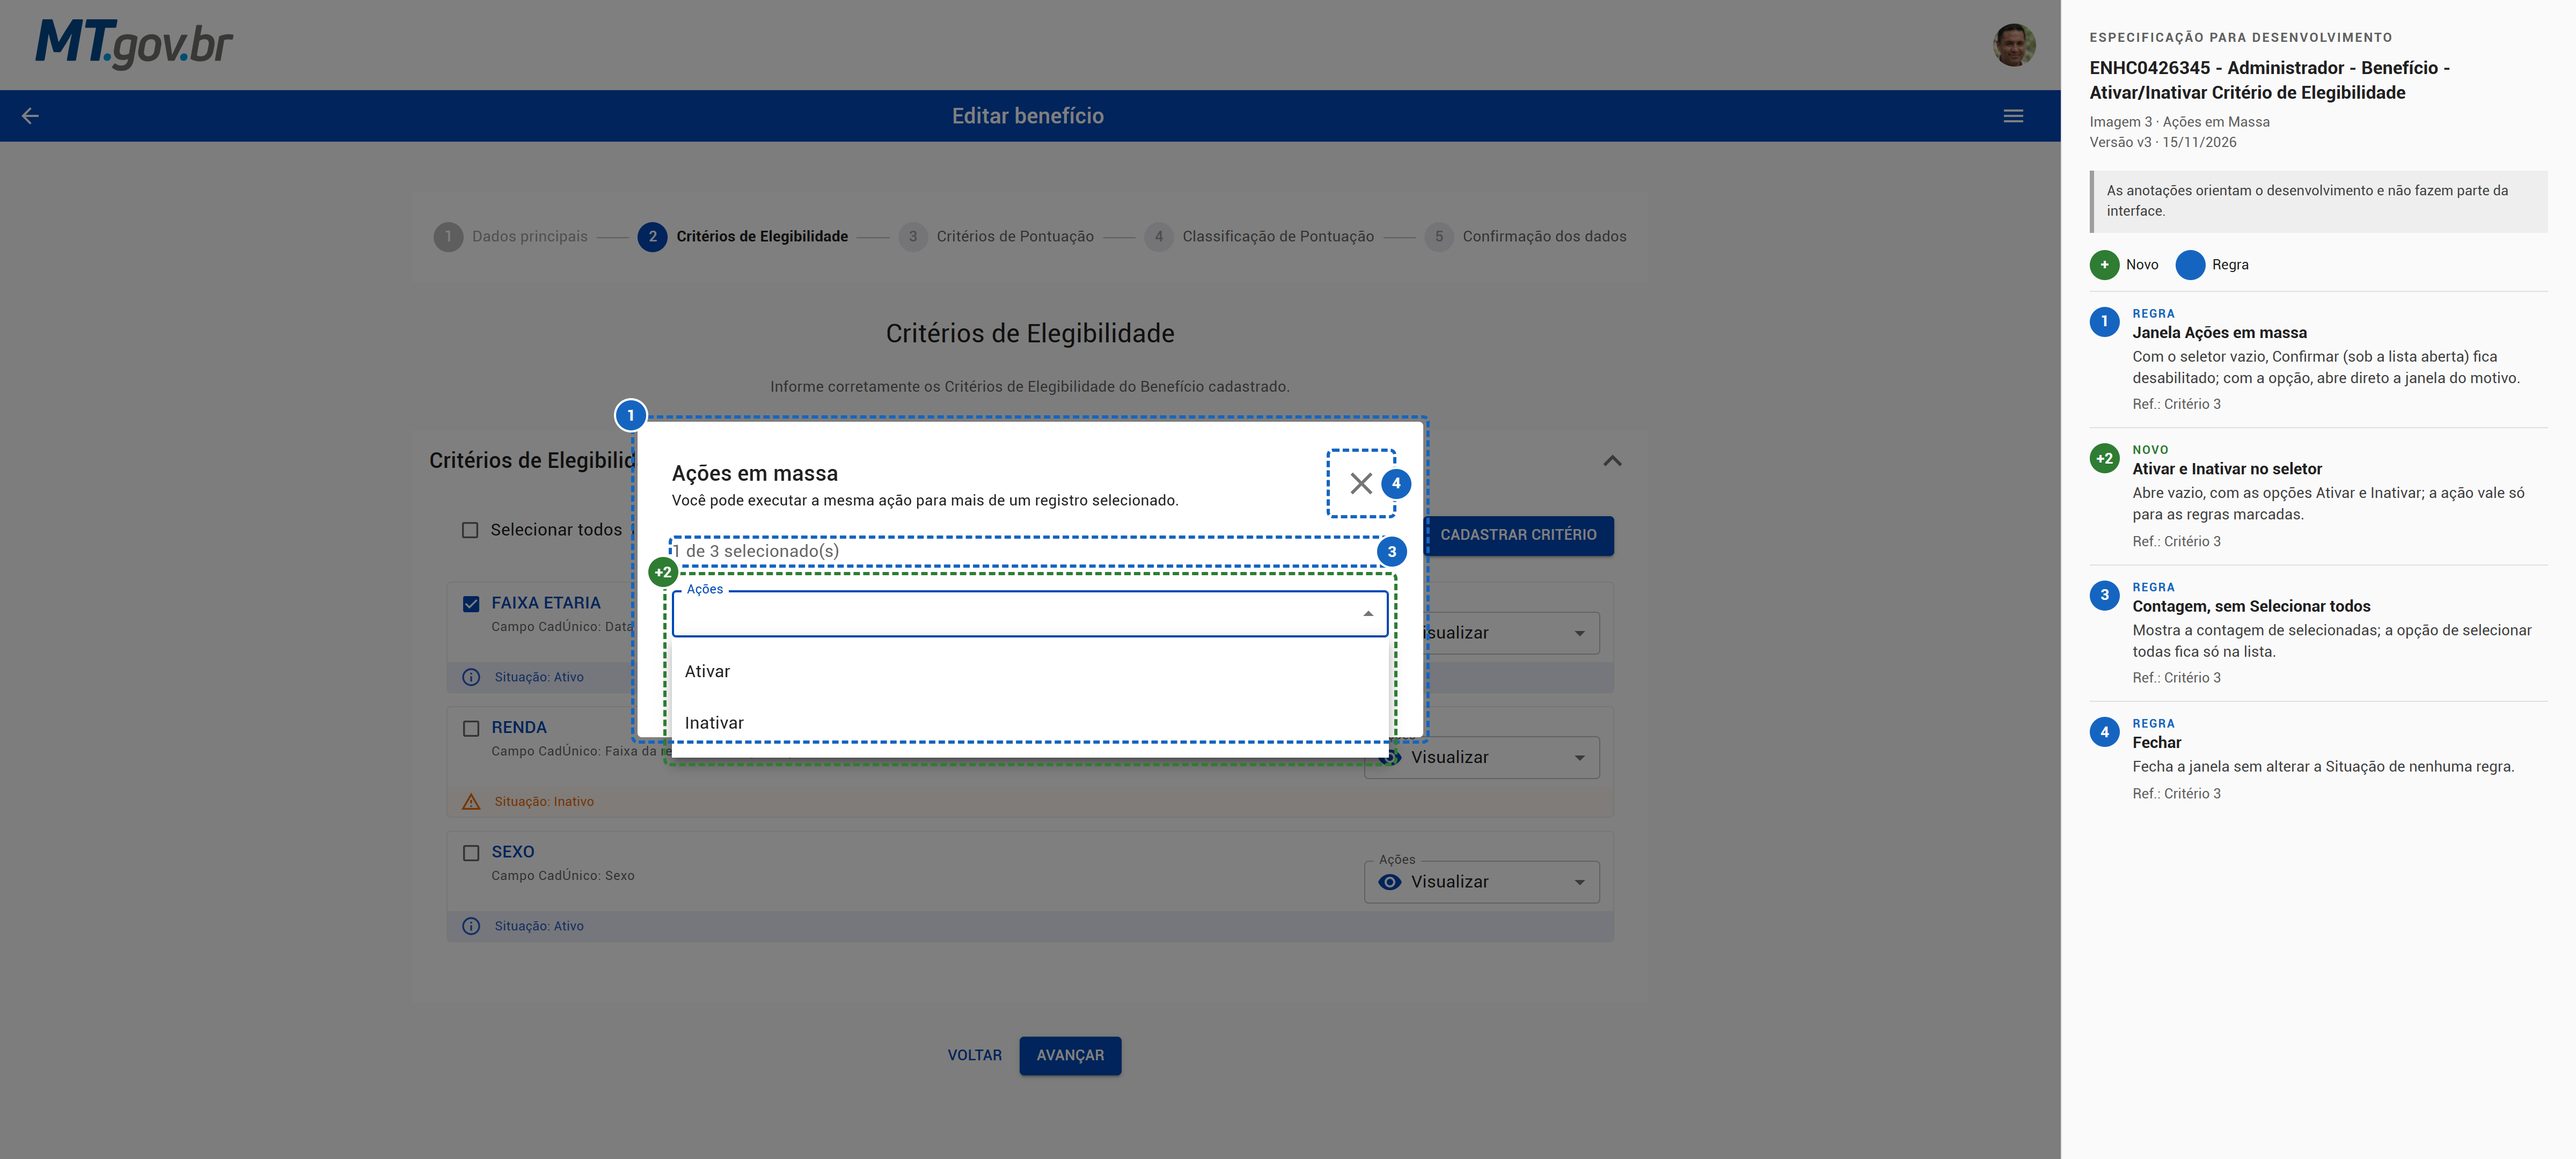 MT.gov.br
Editar benefício
1 Dados principais
2 Critérios de Elegibilidade
3 Critérios de Pontuação
4 Classificação de Pontuação
5 Confirmação dos dados
Critérios de Elegibilidade
Informe corretamente os Critérios de Elegibilidade do Benefício cadastrado.
1
Critérios de Elegibilid
Ações em massa
4
Você pode executar a mesma ação para mais de um registro selecionado.
Selecionar todos
CADASTRAR CRITÉRIO
1 de 3 selecionado(s)
3
+2
Ações
FAIXA ETARIA
Campo CadÚnico: Data
isualizar
Ativar
Situação: Ativo
Inativar
RENDA
Campo CadÚnico: Faixa da re
Visualizar
Situação: Inativo
SEXO
Campo CadÚnico: Sexo
Ações
Visualizar
Situação: Ativo
VOLTAR
AVANÇAR
ESPECIFICAÇÃO PARA DESENVOLVIMENTO
ENHC0426345 - Administrador - Benefício -
Ativar/Inativar Critério de Elegibilidade
Imagem 3 · Ações em Massa
Versão v3 · 15/11/2026
As anotações orientam o desenvolvimento e não fazem parte da
interface.
+ Novo
Regra
1 REGRA
Janela Ações em massa
Com o seletor vazio, Confirmar (sob a lista aberta) fica
desabilitado; com a opção, abre direto a janela do motivo.
Ref.: Critério 3
+2 NOVO
Ativar e Inativar no seletor
Abre vazio, com as opções Ativar e Inativar; a ação vale só
para as regras marcadas.
Ref.: Critério 3
3 REGRA
Contagem, sem Selecionar todos
Mostra a contagem de selecionadas; a opção de selecionar
todas fica só na lista.
Ref.: Critério 3
4 REGRA
Fechar
Fecha a janela sem alterar a Situação de nenhuma regra.
Ref.: Critério 3